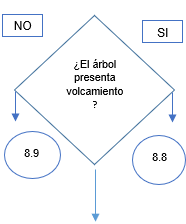 NO
SI
¿El árbol
presenta
volcamiento
?
8.9
8.8